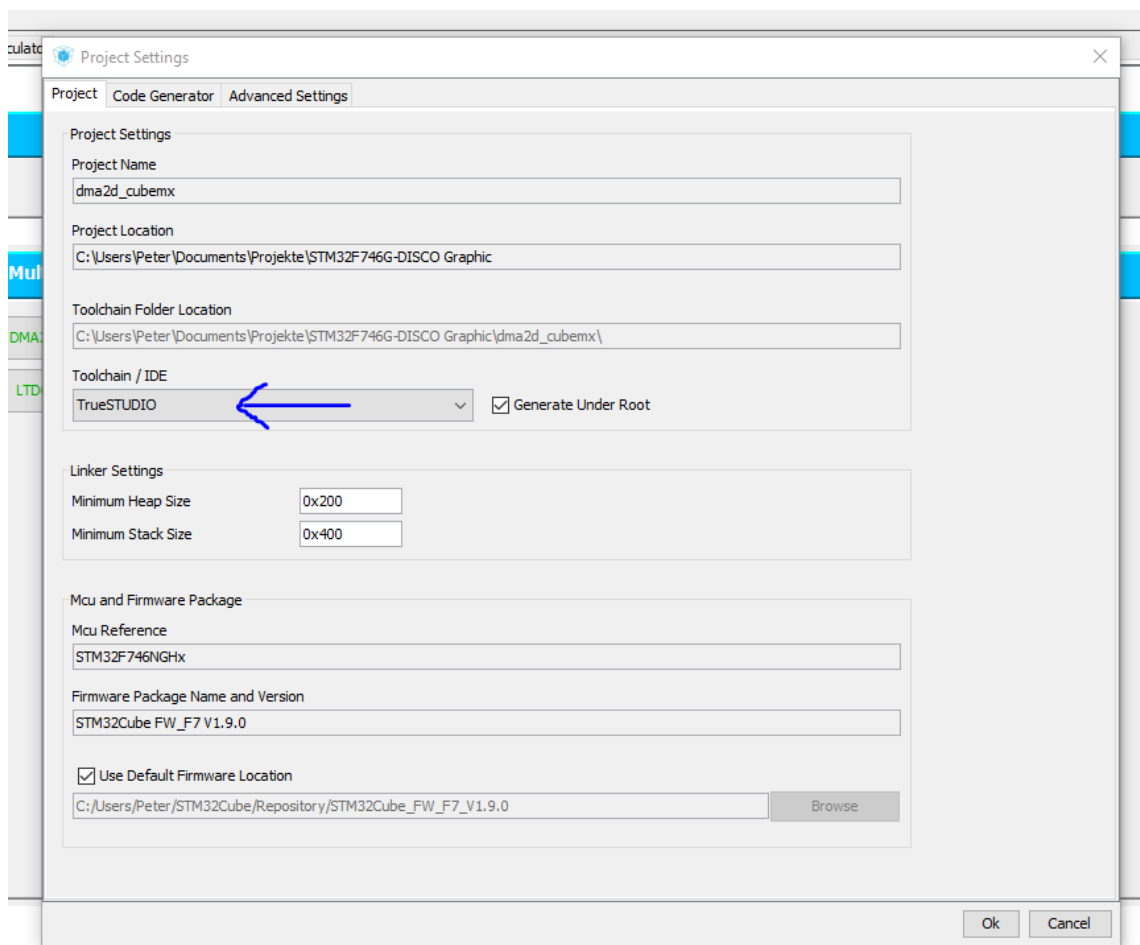 Project Settings
Project Code Generator Advanced Settings
Project Settings
Project Name
dma2d_cubemx
Project Location
C:\Users\Peter\Documents\Projekte\STM32F746G-DISCO Graphic
Mul
Toolchain Folder Location
C:\Users\Peter\Documents\Projekte\STM32F746G-DISCO Graphic\dma2d_cubemx\
Toolchain / IDE
TrueSTUDIO
Generate Under Root
Linker Settings
Minimum Heap Size 0x200
Minimum Stack Size 0x400
Mcu and Firmware Package
Mcu Reference
STM32F746NGHx
Firmware Package Name and Version
STM32Cube FW_F7 V1.9.0
Use Default Firmware Location
C:/Users/Peter/STM32Cube/Repository/STM32Cube_FW_F7_V1.9.0 Browse
Ok Cancel